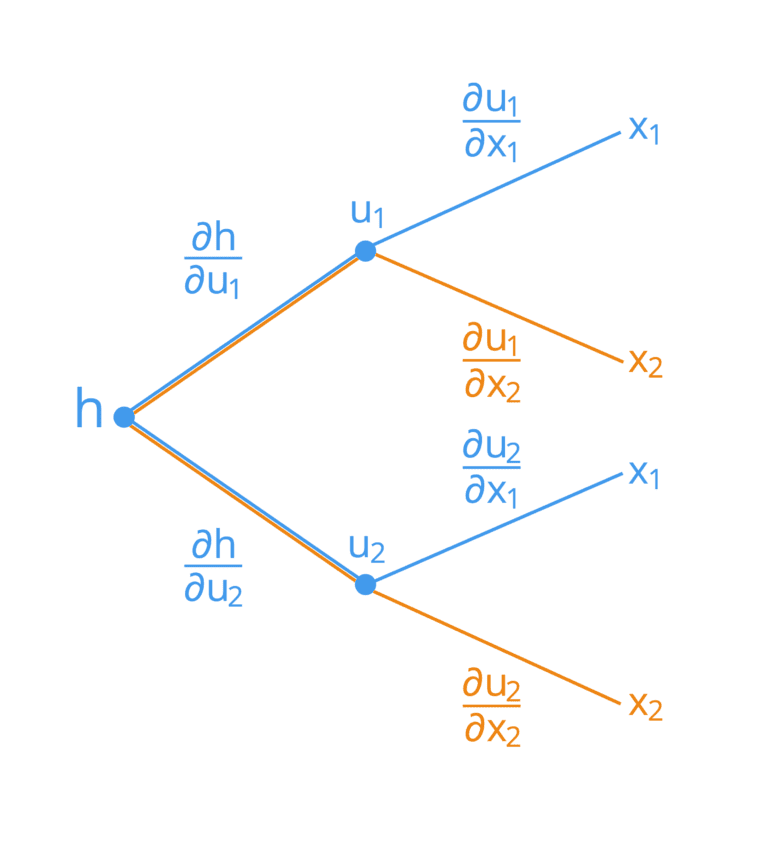 ∂u₁
∂x₁
x₁
u₁
∂h
∂u₁
∂u₁
∂x₂
x₂
h
∂u₂
∂x₁
x₁
u₂
∂h
∂u₂
∂u₂
∂x₂
x₂